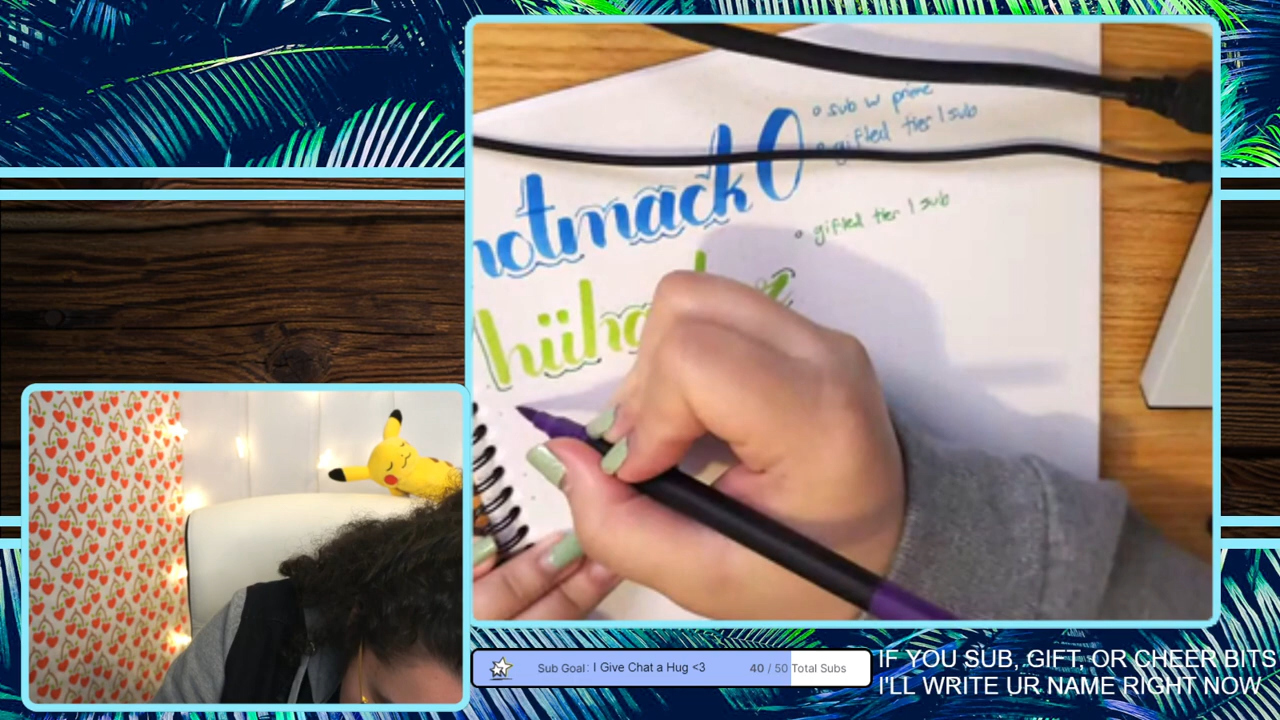 ° sub w prime
° gifted tier 1 sub
notmack0
° gifted tier 1 sub
Sub Goal: I Give Chat a Hug <3 40 / 50 Total Subs
IF YOU SUB, GIFT, OR CHEER BITS
I'LL WRITE UR NAME RIGHT NOW